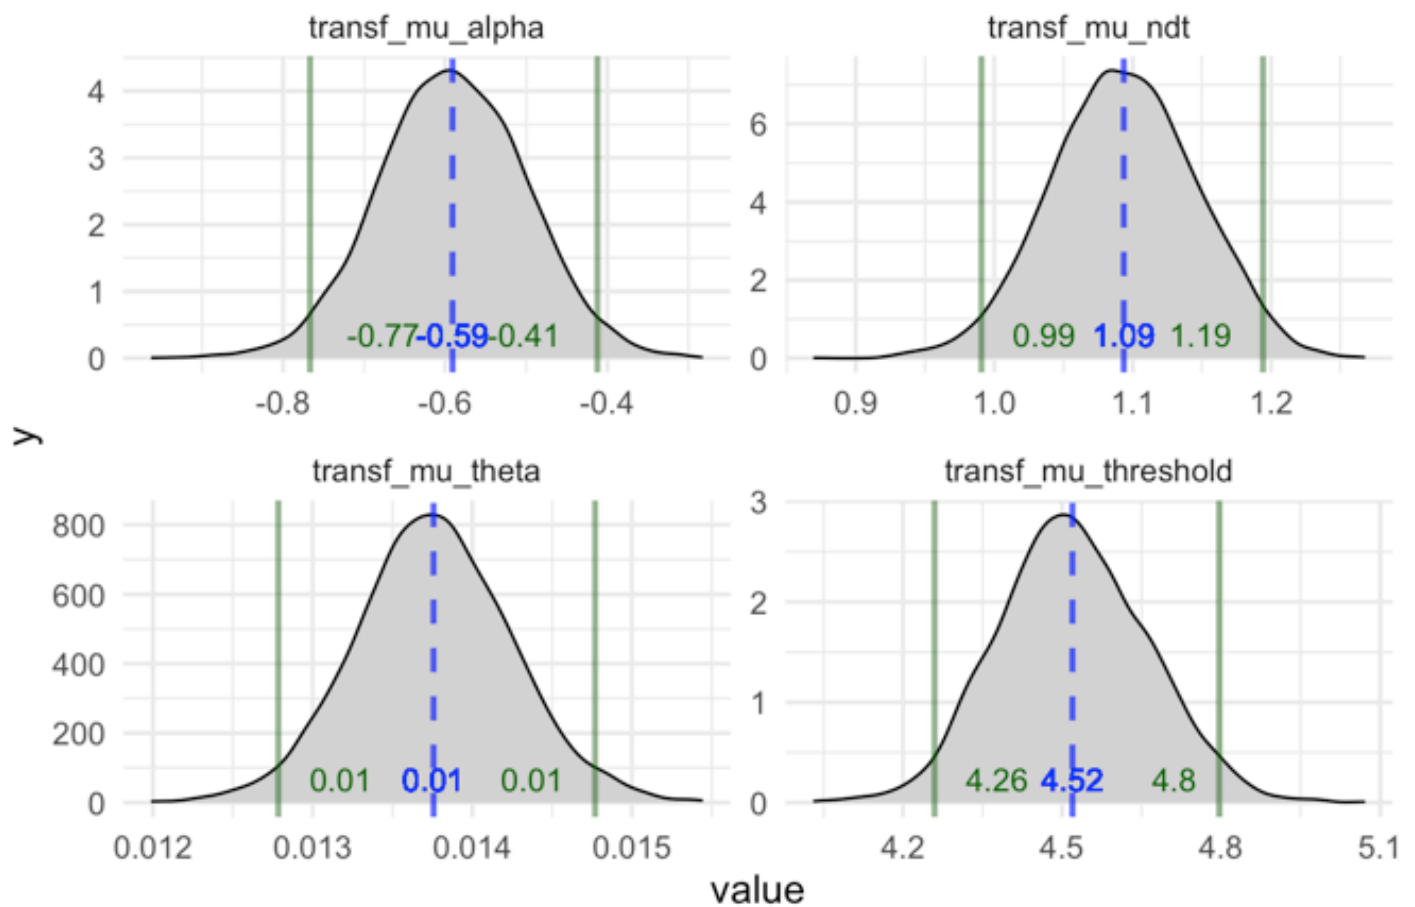 transf_mu_alpha
4
3
2
1
0
-0.77 -0.59 -0.41
-0.8 -0.6 -0.4
transf_mu_ndt
6
4
2
0
0.99 1.09 1.19
0.9 1.0 1.1 1.2
y
transf_mu_theta
800
600
400
200
0
0.01 0.01 0.01
0.012 0.013 0.014 0.015
transf_mu_threshold
3
2
1
0
4.26 4.52 4.8
4.2 4.5 4.8 5.1
value